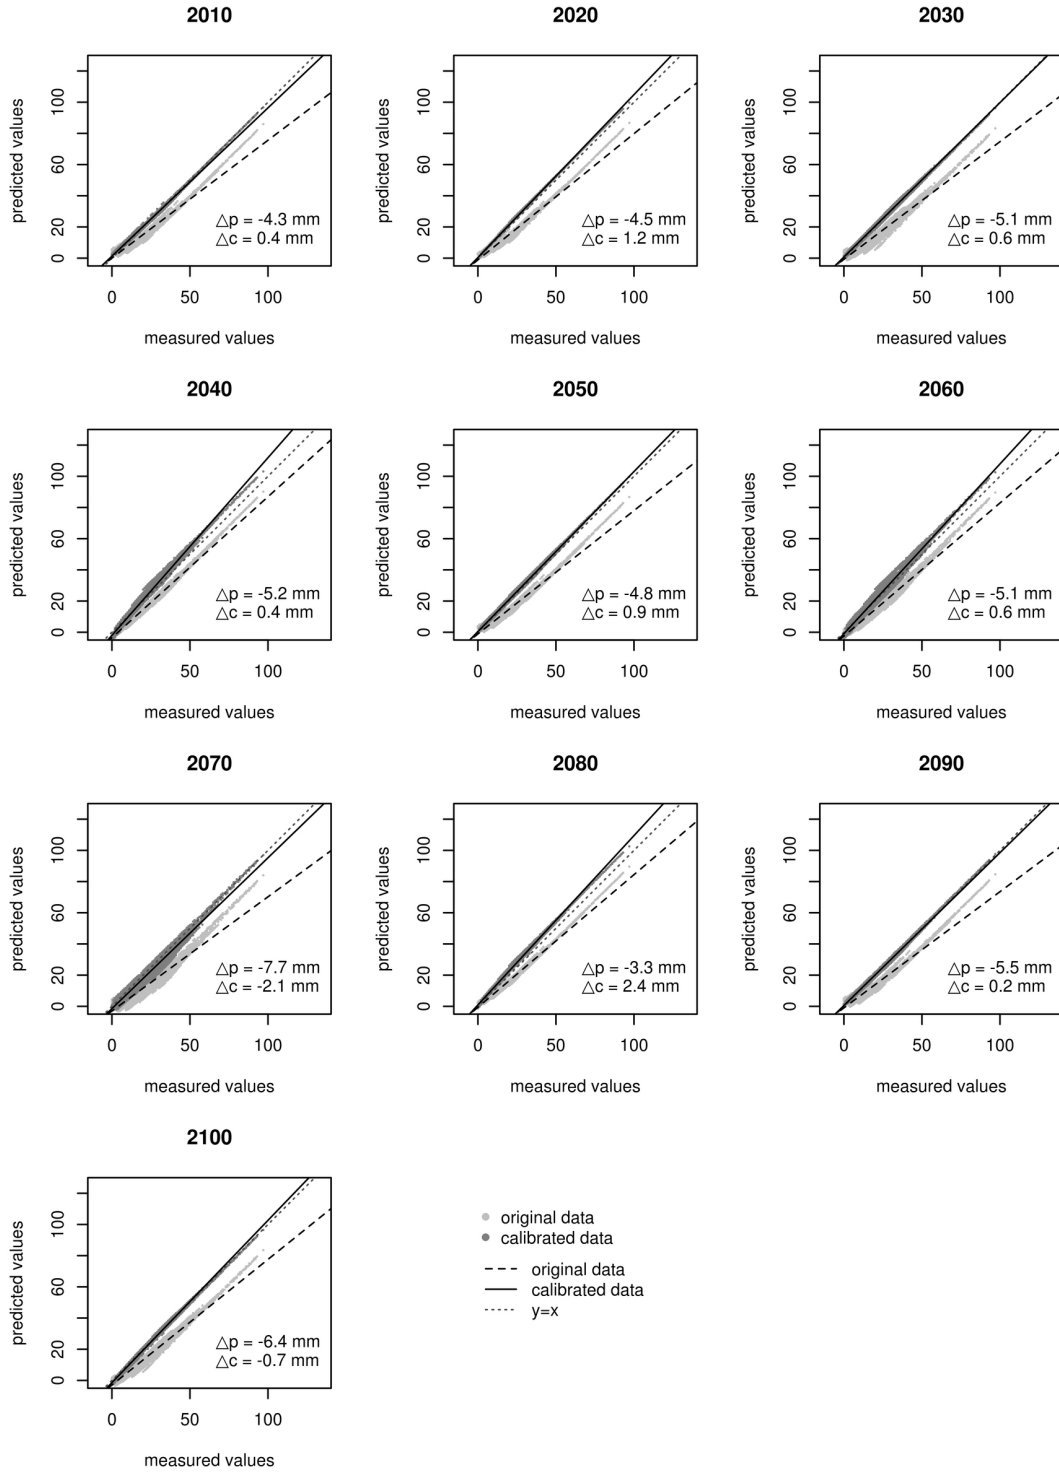 2010
2020
2030
predicted values
100
60
20
0
△p = -4.3 mm
△c = 0.4 mm
0
50
100
measured values
predicted values
100
60
20
0
△p = -4.5 mm
△c = 1.2 mm
0
50
100
measured values
predicted values
100
60
20
0
△p = -5.1 mm
△c = 0.6 mm
0
50
100
measured values
2040
2050
2060
predicted values
100
60
20
0
△p = -5.2 mm
△c = 0.4 mm
0
50
100
measured values
predicted values
100
60
20
0
△p = -4.8 mm
△c = 0.9 mm
0
50
100
measured values
predicted values
100
60
20
0
△p = -5.1 mm
△c = 0.6 mm
0
50
100
measured values
2070
2080
2090
predicted values
100
60
20
0
△p = -7.7 mm
△c = -2.1 mm
0
50
100
measured values
predicted values
100
60
20
0
△p = -3.3 mm
△c = 2.4 mm
0
50
100
measured values
predicted values
100
60
20
0
△p = -5.5 mm
△c = 0.2 mm
0
50
100
measured values
2100
predicted values
100
60
20
0
△p = -6.4 mm
△c = -0.7 mm
0
50
100
measured values
original data
calibrated data
original data
calibrated data
y=x